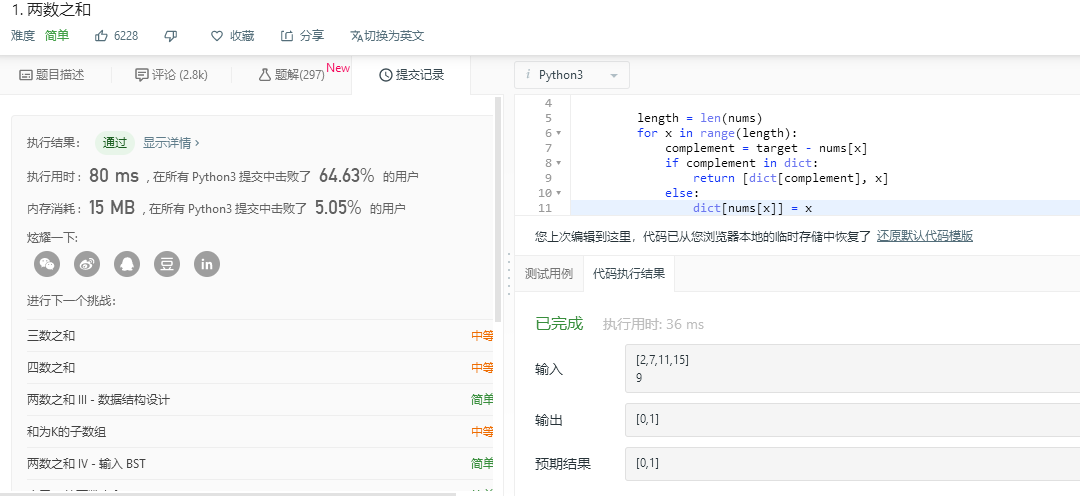 1. 两数之和
难度 简单 6228 收藏 分享 切换为英文
题目描述 评论 (2.8k) 题解(297) New 提交记录
执行结果： 通过 显示详情 ›
执行用时： 80 ms , 在所有 Python3 提交中击败了 64.63% 的用户
内存消耗： 15 MB , 在所有 Python3 提交中击败了 5.05% 的用户
炫耀一下:
豆 in
进行下一个挑战:
三数之和 中等
四数之和 中等
两数之和 III - 数据结构设计 简单
和为K的子数组 中等
两数之和 IV - 输入 BST 简单
i Python3
4
5 length = len(nums)
6 for x in range(length):
7 complement = target - nums[x]
8 if complement in dict:
9 return [dict[complement], x]
10 else:
11 dict[nums[x]] = x
您上次编辑到这里，代码已从您浏览器本地的临时存储中恢复了 还原默认代码模版
测试用例 代码执行结果
已完成 执行用时: 36 ms
输入
[2,7,11,15]
9
输出 [0,1]
预期结果 [0,1]